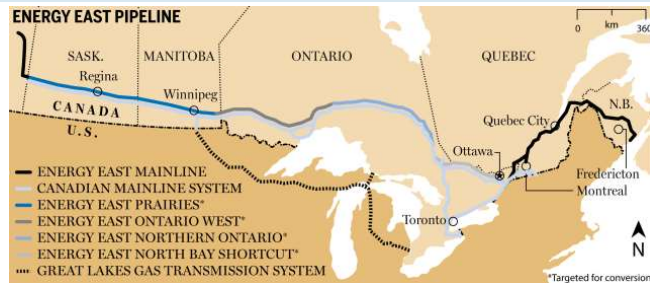 ENERGY EAST PIPELINE
0 km 360
SASK.
MANITOBA
ONTARIO
QUEBEC
Regina
Winnipeg
Quebec City
N.B.
CANADA
U.S.
Ottawa
Fredericton
Montreal
Toronto
ENERGY EAST MAINLINE
CANADIAN MAINLINE SYSTEM
ENERGY EAST PRAIRIES*
ENERGY EAST ONTARIO WEST*
ENERGY EAST NORTHERN ONTARIO*
ENERGY EAST NORTH BAY SHORTCUT*
GREAT LAKES GAS TRANSMISSION SYSTEM
N
*Targeted for conversion